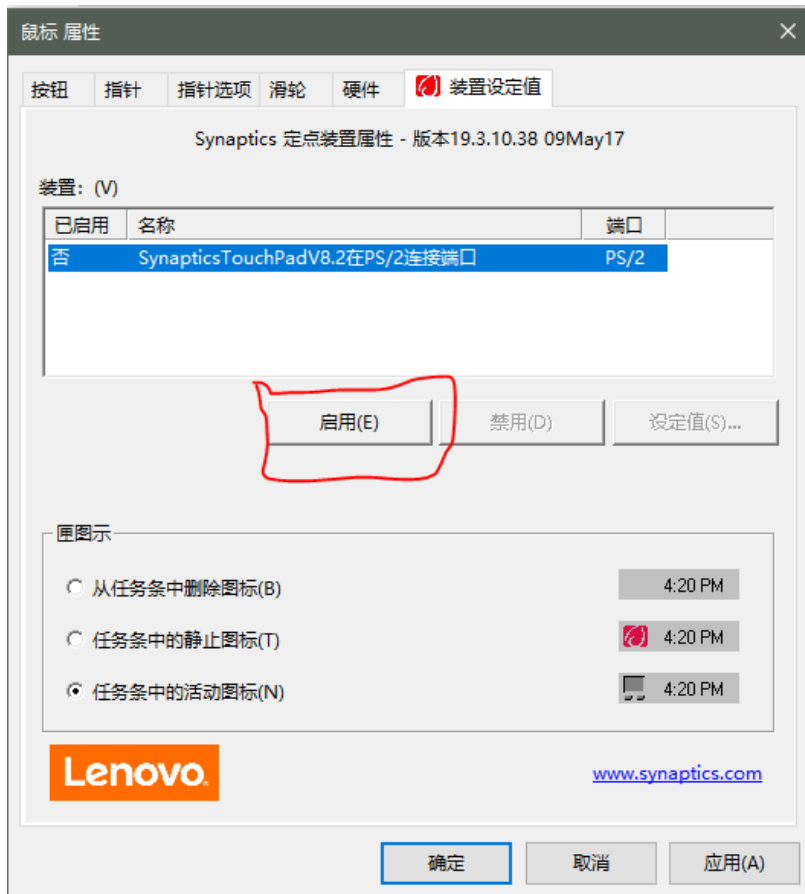 鼠标 属性
按钮 指针 指针选项 滑轮 硬件 装置设定值
Synaptics 定点装置属性 - 版本19.3.10.38 09May17
装置: (V)
已启用 名称 端口
否 SynapticsTouchPadV8.2在PS/2连接端口 PS/2
启用(E) 禁用(D) 设定值(S)...
匣图示
从任务条中删除图标(B) 4:20 PM
任务条中的静止图标(T) 4:20 PM
任务条中的活动图标(N) 4:20 PM
Lenovo. www.synaptics.com
确定 取消 应用(A)